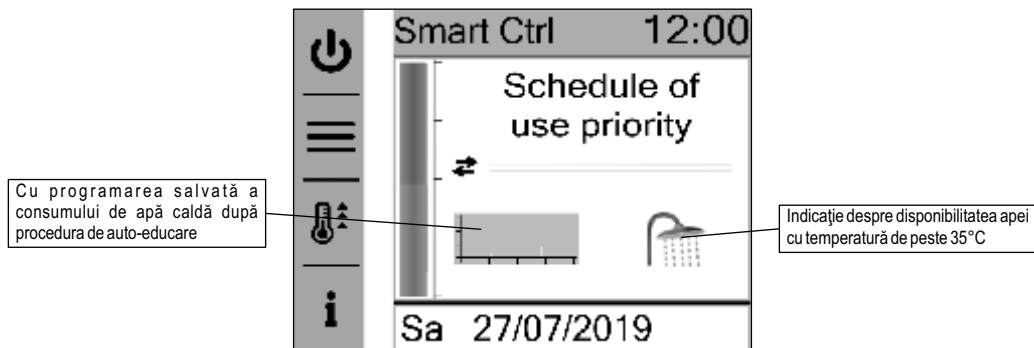 Smart Ctrl 12:00
Schedule of
use priority
Cu programarea salvată a
consumului de apă caldă după
procedura de auto-educare
Indicaţie despre disponibilitatea apei
cu temperatură de peste 35°C
Sa 27/07/2019